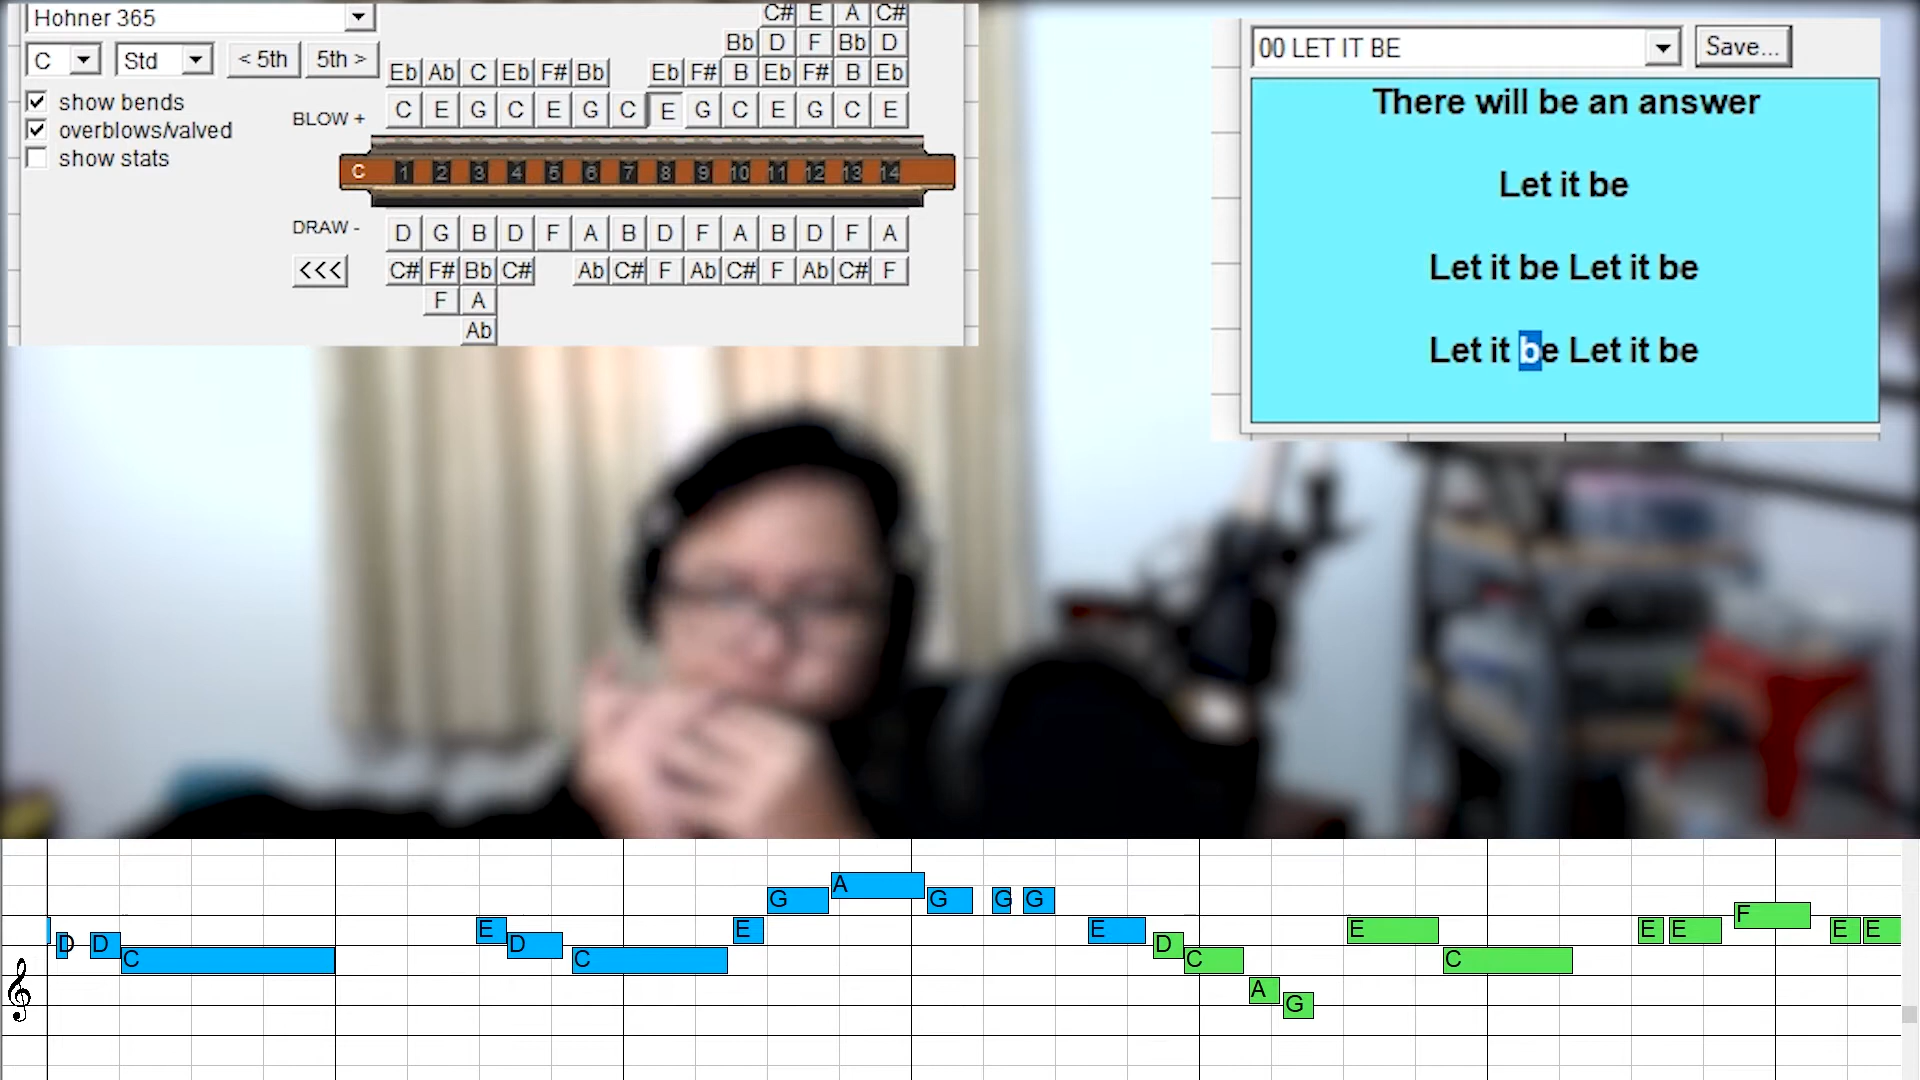 Hohner 365
C Std < 5th 5th >
show bends
overblows/valved
show stats
C# E A C#
Bb D F Bb D
Eb Ab C Eb F# Bb Eb F# B Eb F# B Eb
BLOW + C E G C E G C E G C E G C E
C 1 2 3 4 5 6 7 8 9 10 11 12 13 14
DRAW - D G B D F A B D F A B D F A
<<< C# F# Bb C# Ab C# F Ab C# F Ab C# F
F A
Ab
00 LET IT BE Save...
There will be an answer
Let it be
Let it be Let it be
Let it be Let it be
D D C E D C E G A G G G E D C A G E C E E F E E